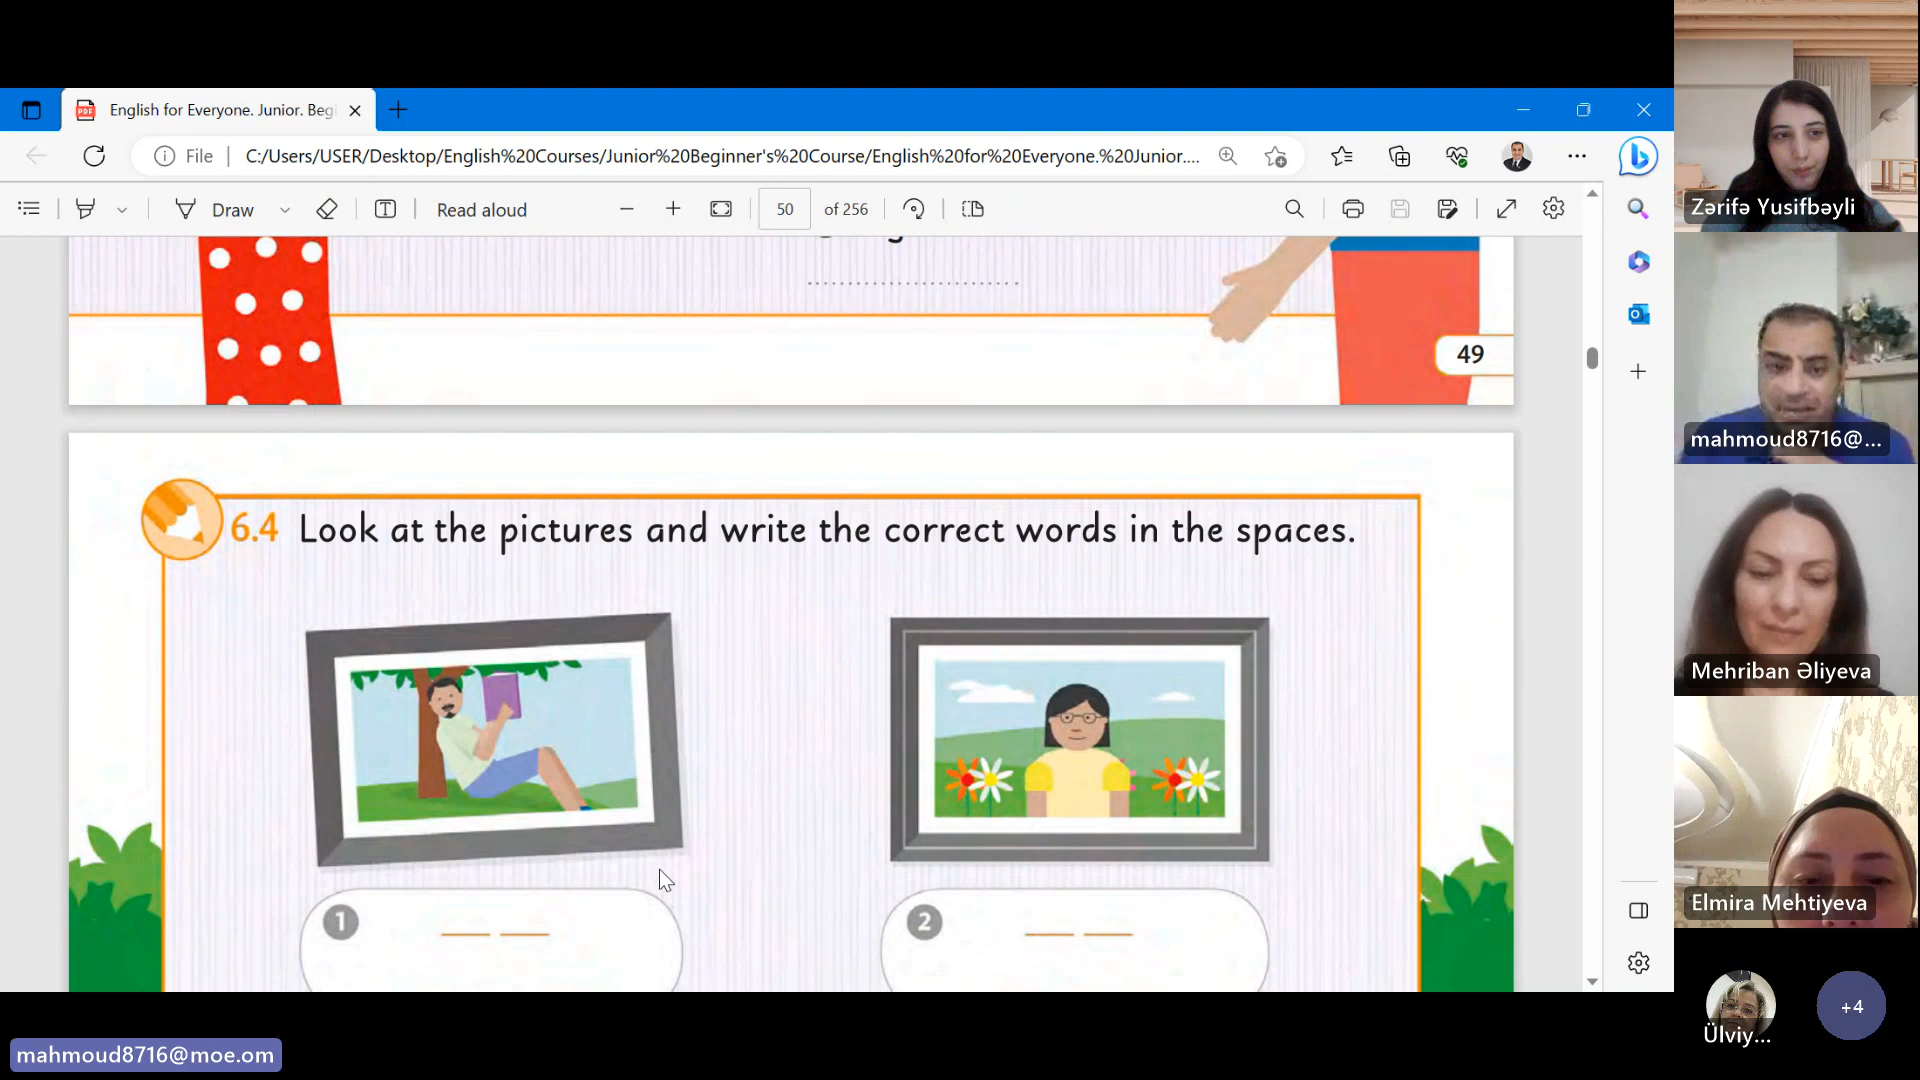 English for Everyone. Junior. Beg
File
C:/Users/USER/Desktop/English%20Courses/Junior%20Beginner's%20Course/English%20for%20Everyone.%20Junior....
Draw
Read aloud
50
of 256
49
6.4 Look at the pictures and write the correct words in the spaces.
1
2
Zərifə Yusifbəyli
mahmoud8716@...
Mehriban Əliyeva
Elmira Mehtiyeva
Ülviy...
+4
mahmoud8716@moe.om